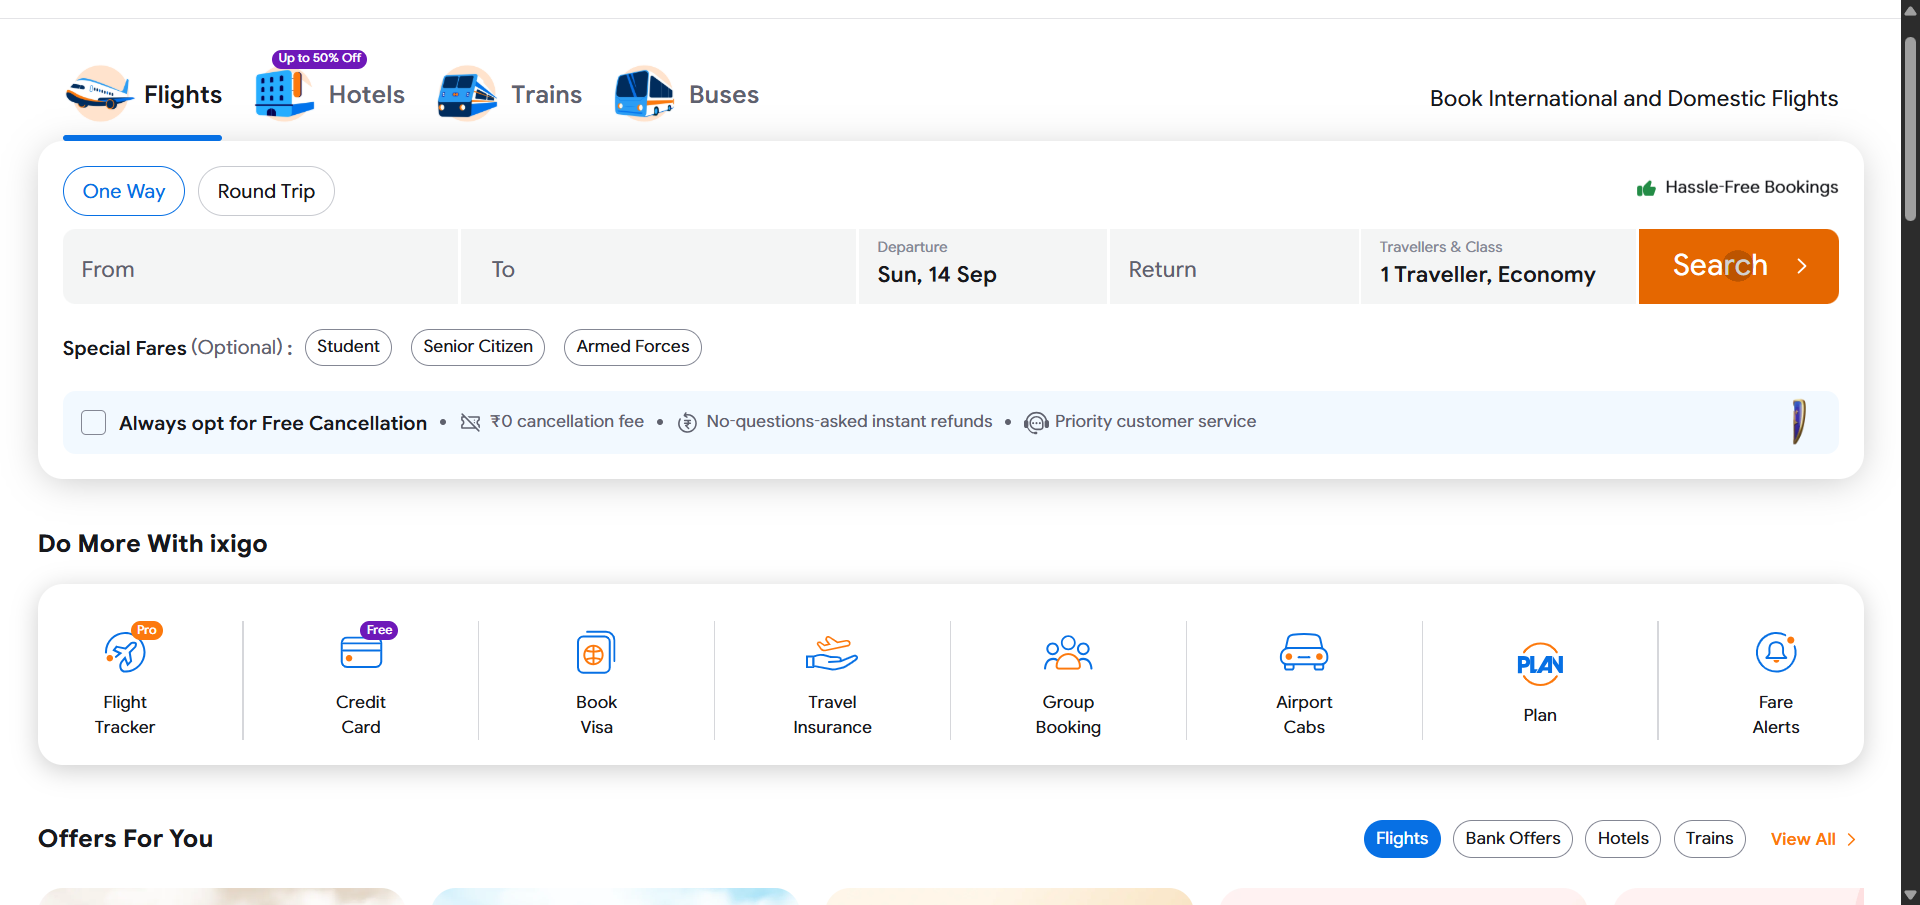 Up to 50% Off
Flights
Hotels
Trains
Buses
Book International and Domestic Flights
One Way
Round Trip
Hassle-Free Bookings
From
To
Departure
Sun, 14 Sep
Return
Travellers & Class
1 Traveller, Economy
Search
Special Fares (Optional) :
Student
Senior Citizen
Armed Forces
Always opt for Free Cancellation • ₹0 cancellation fee • No-questions-asked instant refunds • Priority customer service
Do More With ixigo
Pro
Flight
Tracker
Free
Credit
Card
Book
Visa
Travel
Insurance
Group
Booking
Airport
Cabs
PLAN
Plan
Fare
Alerts
Offers For You
Flights
Bank Offers
Hotels
Trains
View All